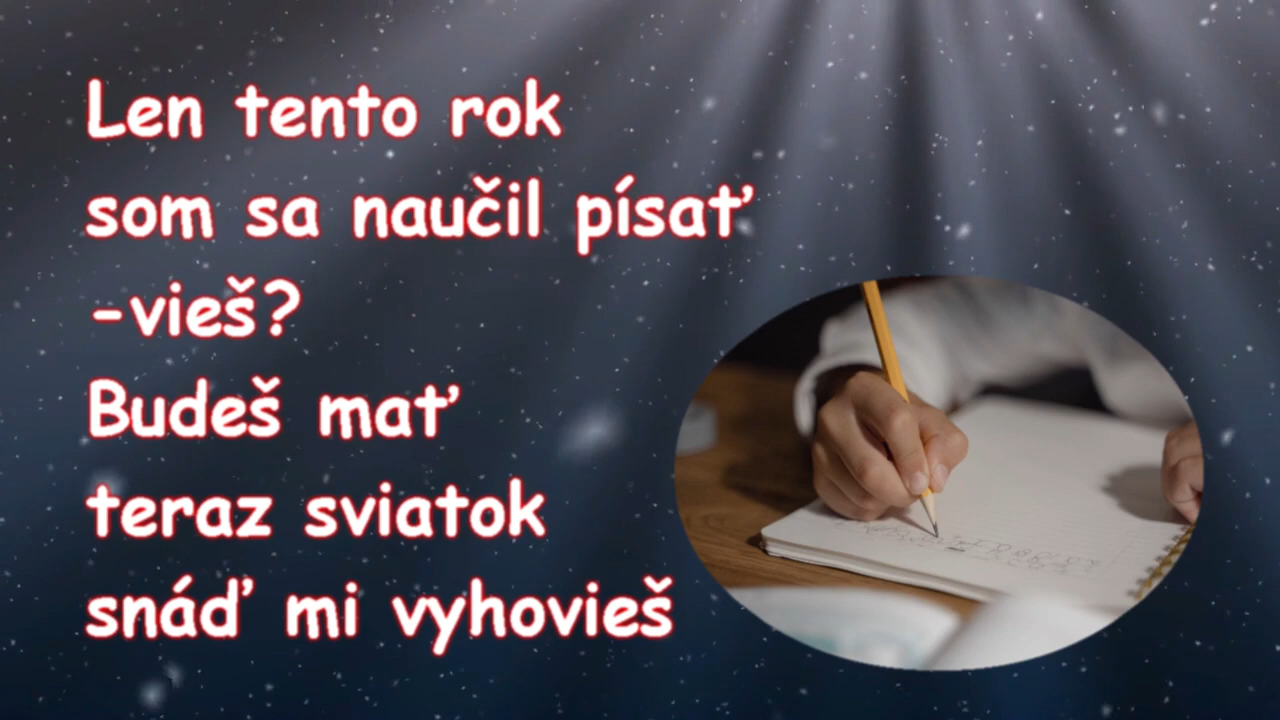 Len tento rok
som sa naučil písať
-vieš?
Budeš mať
teraz sviatok
snáď mi vyhovieš